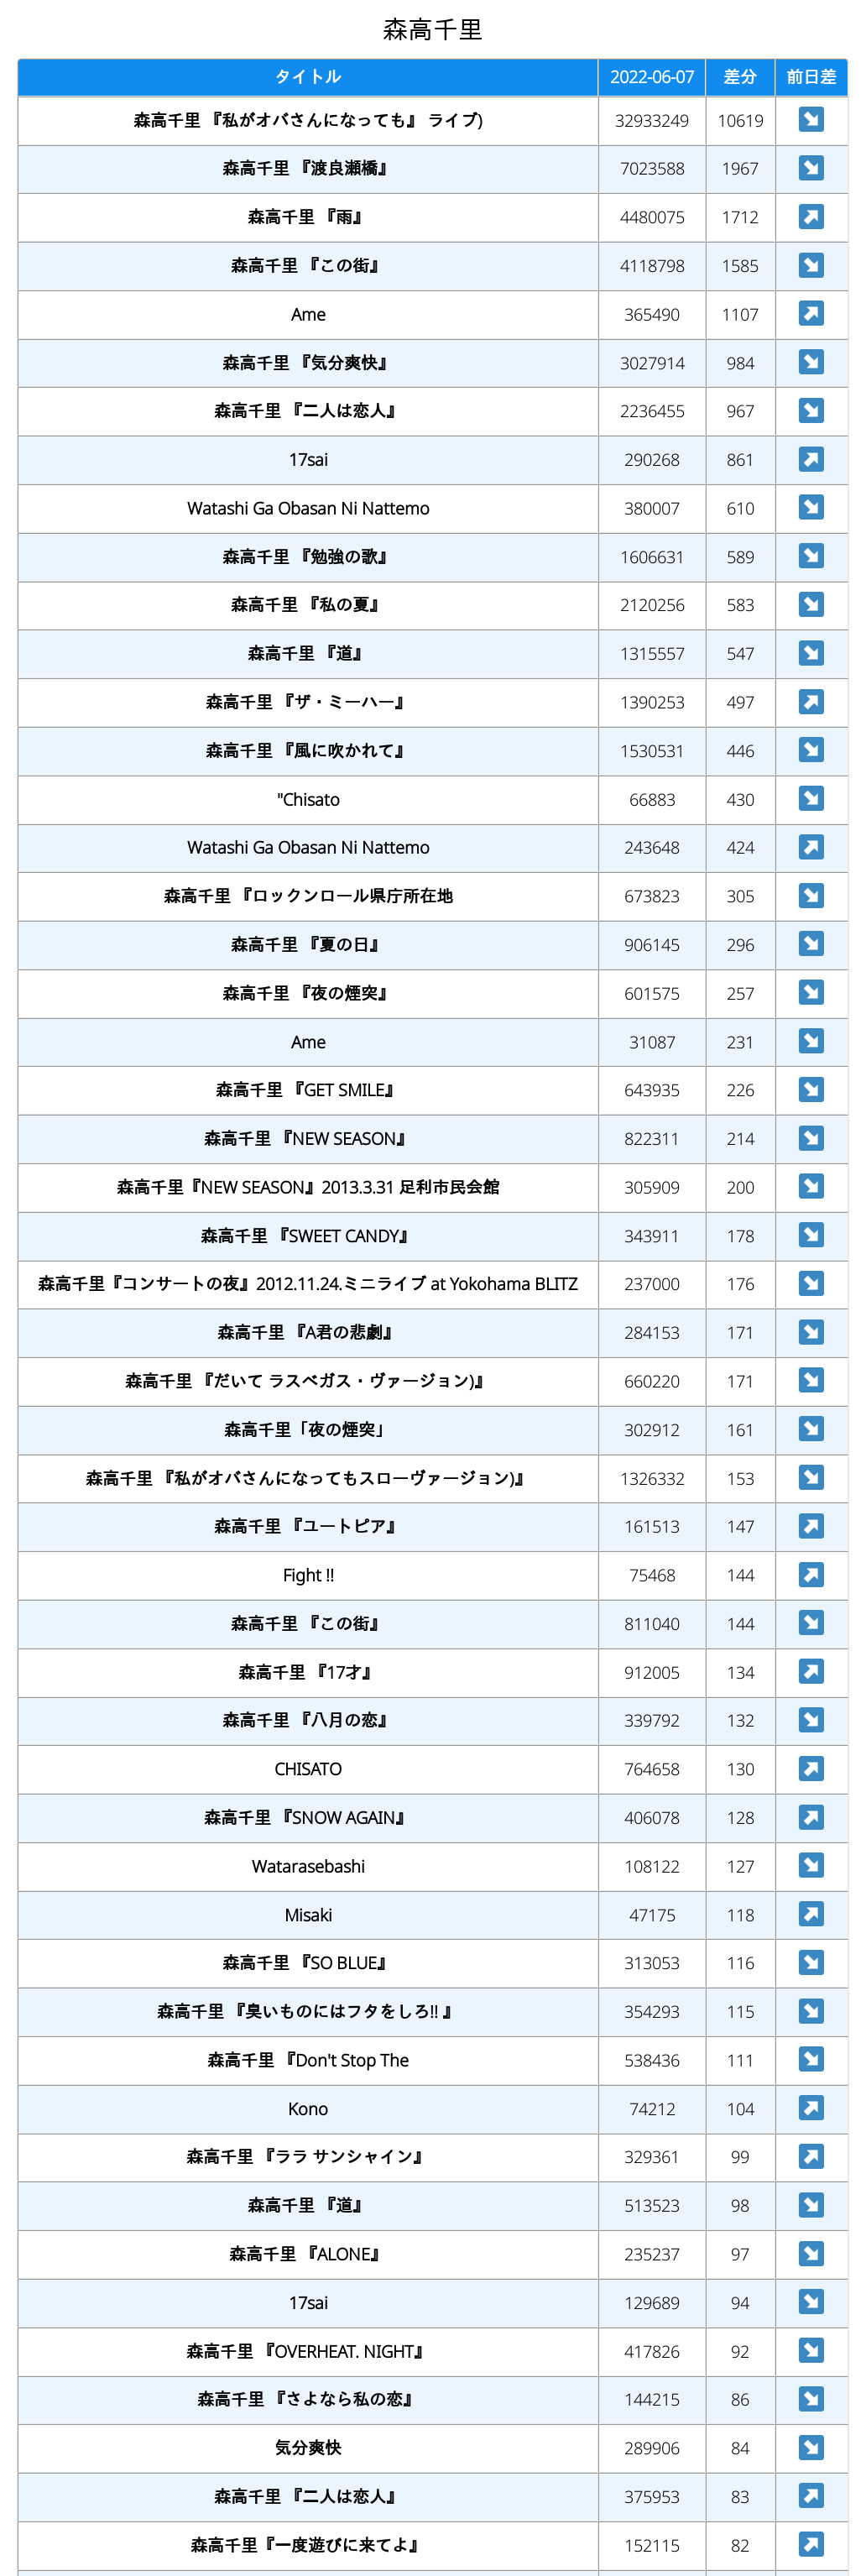 森高千里
タイトル 2022-06-07 差分 前日差
森高千里 『私がオバさんになっても』 ライブ) 32933249 10619
森高千里 『渡良瀬橋』 7023588 1967
森高千里 『雨』 4480075 1712
森高千里 『この街』 4118798 1585
Ame 365490 1107
森高千里 『気分爽快』 3027914 984
森高千里 『二人は恋人』 2236455 967
17sai 290268 861
Watashi Ga Obasan Ni Nattemo 380007 610
森高千里 『勉強の歌』 1606631 589
森高千里 『私の夏』 2120256 583
森高千里 『道』 1315557 547
森高千里 『ザ・ミーハー』 1390253 497
森高千里 『風に吹かれて』 1530531 446
"Chisato 66883 430
Watashi Ga Obasan Ni Nattemo 243648 424
森高千里 『ロックンロール県庁所在地 673823 305
森高千里 『夏の日』 906145 296
森高千里 『夜の煙突』 601575 257
Ame 31087 231
森高千里 『GET SMILE』 643935 226
森高千里 『NEW SEASON』 822311 214
森高千里『NEW SEASON』2013.3.31 足利市民会館 305909 200
森高千里 『SWEET CANDY』 343911 178
森高千里『コンサートの夜』2012.11.24.ミニライブ at Yokohama BLITZ 237000 176
森高千里 『A君の悲劇』 284153 171
森高千里 『だいて ラスベガス・ヴァージョン)』 660220 171
森高千里「夜の煙突」 302912 161
森高千里 『私がオバさんになってもスローヴァージョン)』 1326332 153
森高千里 『ユートピア』 161513 147
Fight !! 75468 144
森高千里 『この街』 811040 144
森高千里 『17才』 912005 134
森高千里 『八月の恋』 339792 132
CHISATO 764658 130
森高千里 『SNOW AGAIN』 406078 128
Watarasebashi 108122 127
Misaki 47175 118
森高千里 『SO BLUE』 313053 116
森高千里 『臭いものにはフタをしろ!! 』 354293 115
森高千里 『Don't Stop The 538436 111
Kono 74212 104
森高千里 『ララ サンシャイン』 329361 99
森高千里 『道』 513523 98
森高千里 『ALONE』 235237 97
17sai 129689 94
森高千里 『OVERHEAT. NIGHT』 417826 92
森高千里 『さよなら私の恋』 144215 86
気分爽快 289906 84
森高千里 『二人は恋人』 375953 83
森高千里『一度遊びに来てよ』 152115 82